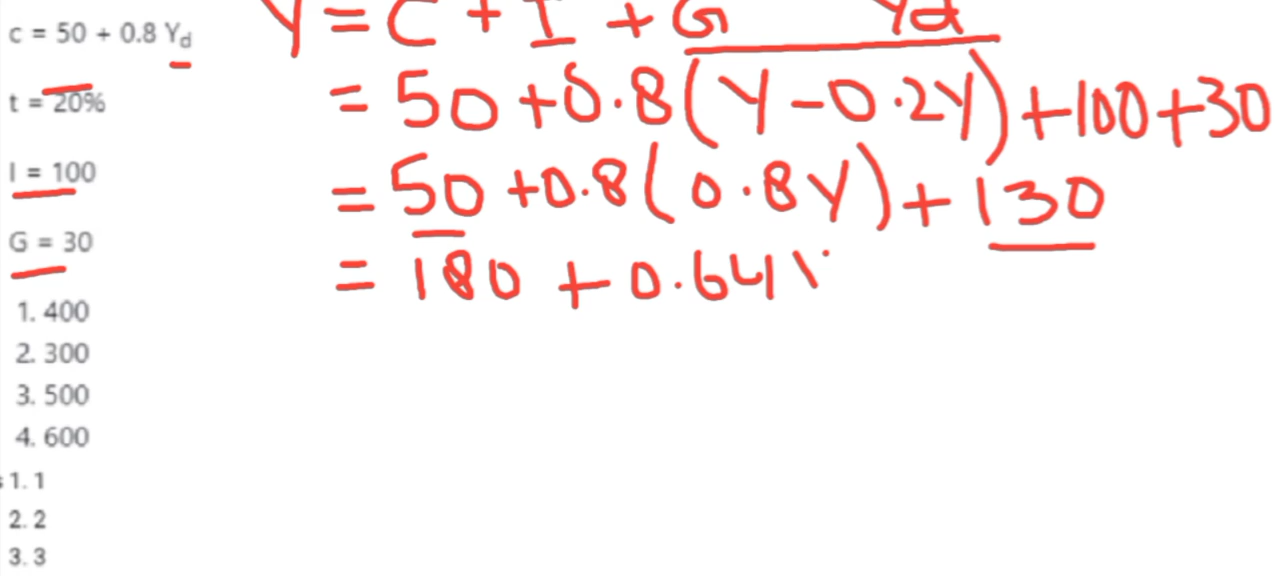 c = 50 + 0.8 Yd
t = 20%
I = 100
G = 30
1. 400
2. 300
3. 500
4. 600
1. 1
2. 2
3. 3
Y = C + I + G Yd
= 50 + 0.8 (Y - 0.2Y) + 100 + 30
= 50 + 0.8 (0.8Y) + 130
= 180 + 0.64